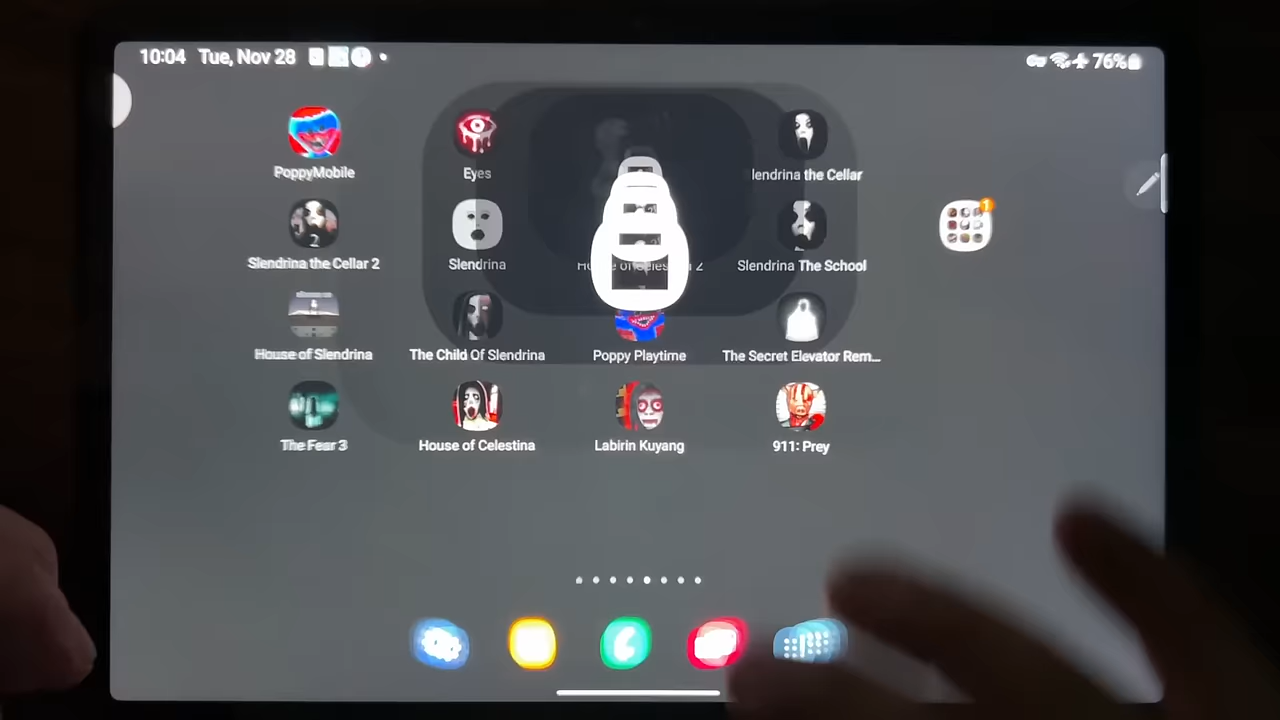 10:04 Tue, Nov 28 76%
PoppyMobile Eyes lendrina the Cellar
Slendrina the Cellar 2 Slendrina Slendrina The School
1
2
House of Slendrina The Child Of Slendrina Poppy Playtime The Secret Elevator Rem...
The Fear 3 House of Celestina Labirin Kuyang 911: Prey